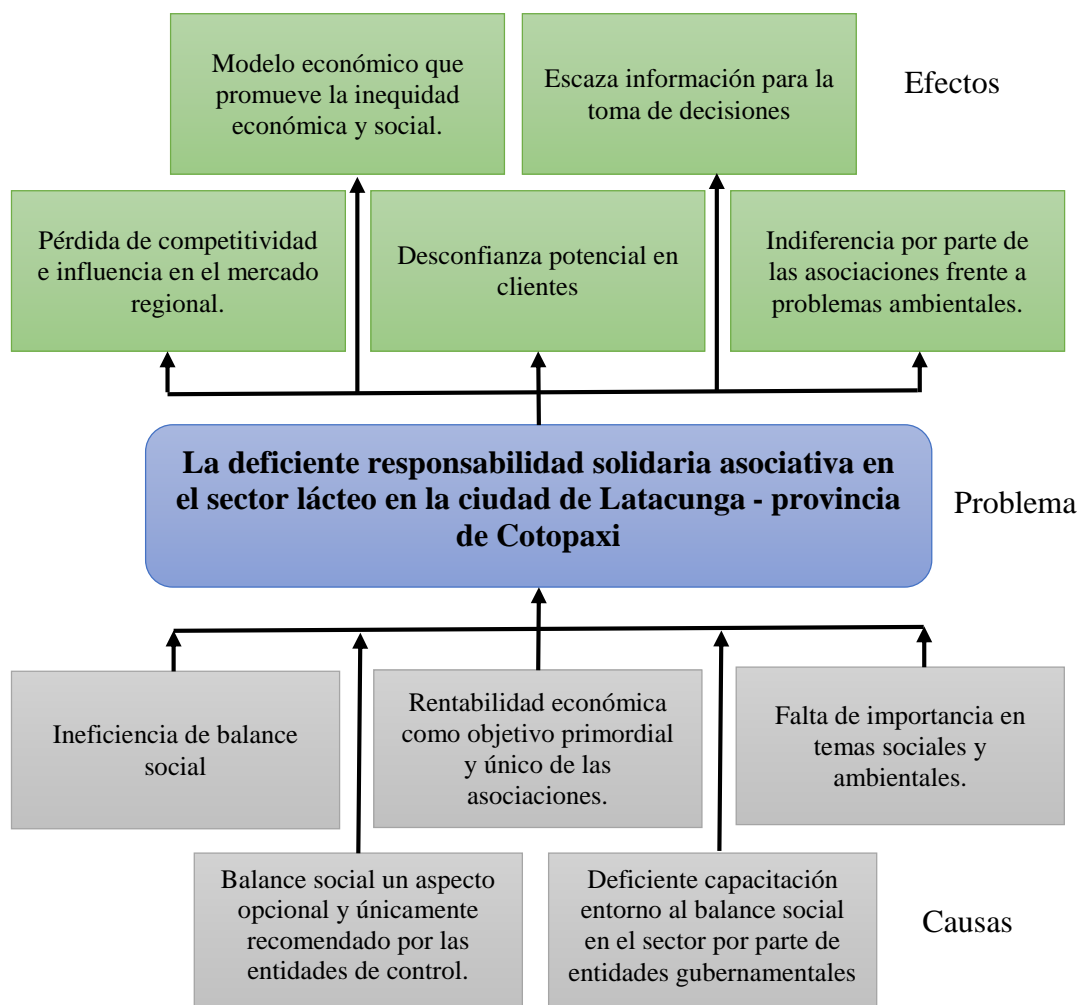 Modelo económico que
promueve la inequidad
económica y social.
Escaza información para la
toma de decisiones
Efectos
Pérdida de competitividad
e influencia en el mercado
regional.
Desconfianza potencial en
clientes
Indiferencia por parte de
las asociaciones frente a
problemas ambientales.
La deficiente responsabilidad solidaria asociativa en
el sector lácteo en la ciudad de Latacunga - provincia
de Cotopaxi
Problema
Ineficiencia de balance
social
Rentabilidad económica
como objetivo primordial
y único de las
asociaciones.
Falta de importancia en
temas sociales y
ambientales.
Balance social un aspecto
opcional y únicamente
recomendado por las
entidades de control.
Deficiente capacitación
entorno al balance social
en el sector por parte de
entidades gubernamentales
Causas